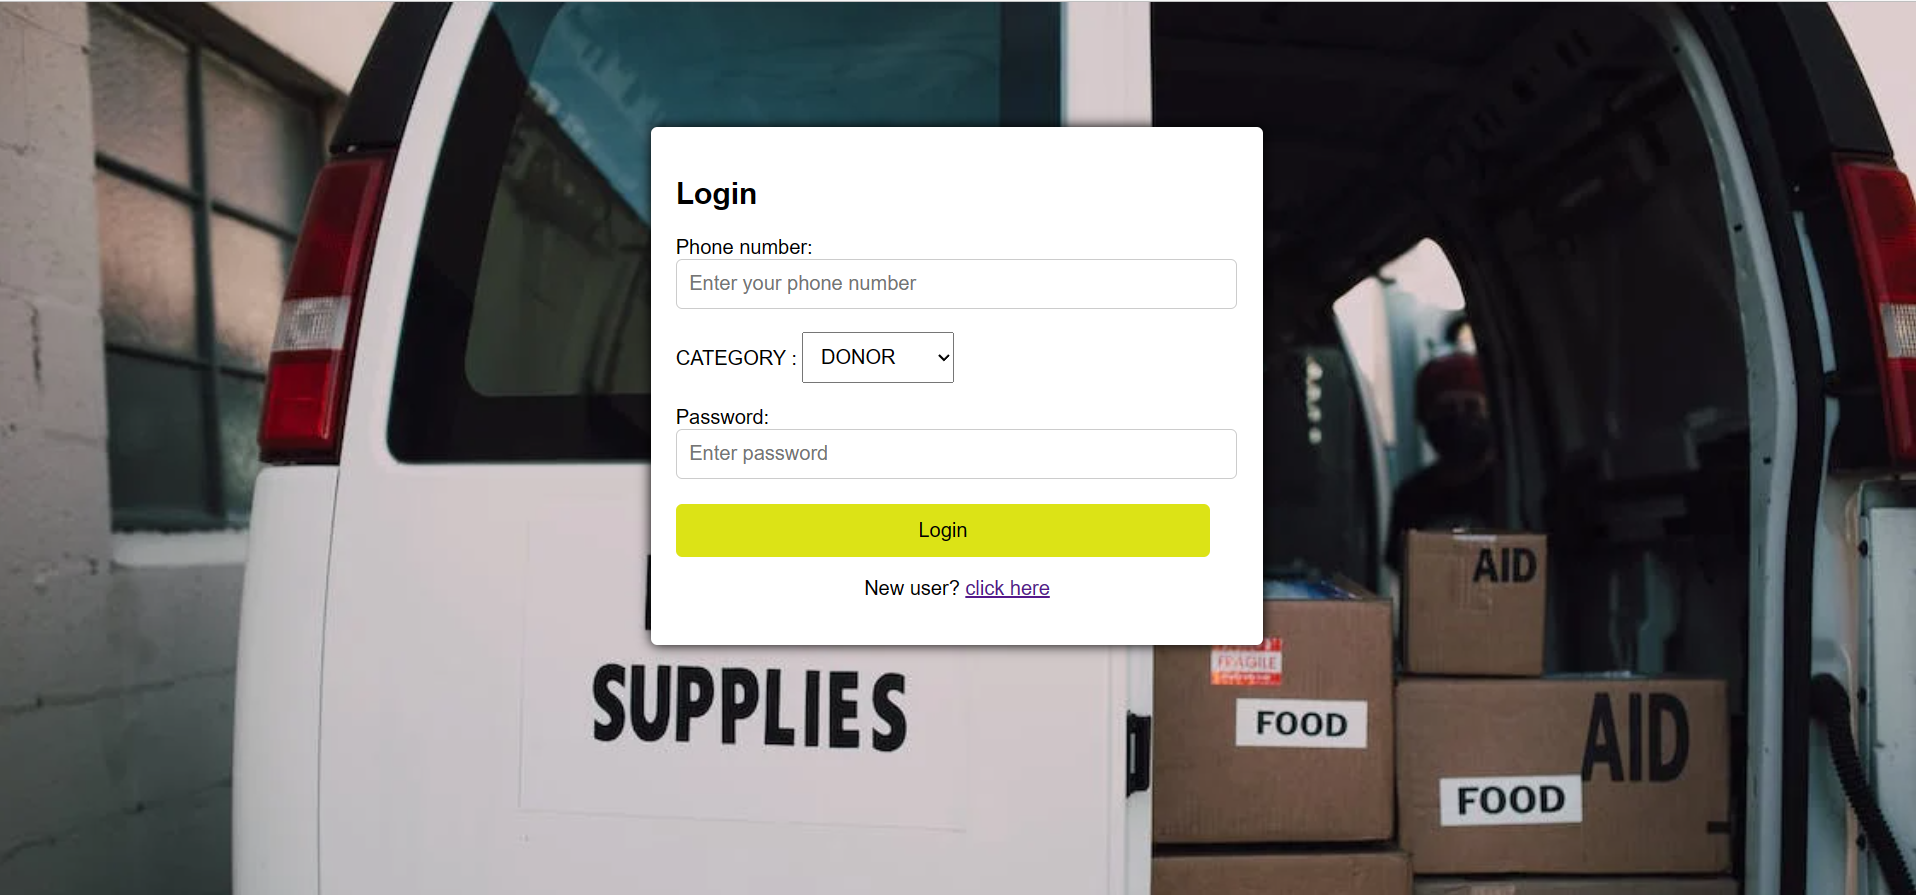 Login
Phone number:
Enter your phone number
CATEGORY : DONOR
Password:
Enter password
Login
New user? click here
SUPPLIES
AID
FRAGILE
FOOD
AID
FOOD